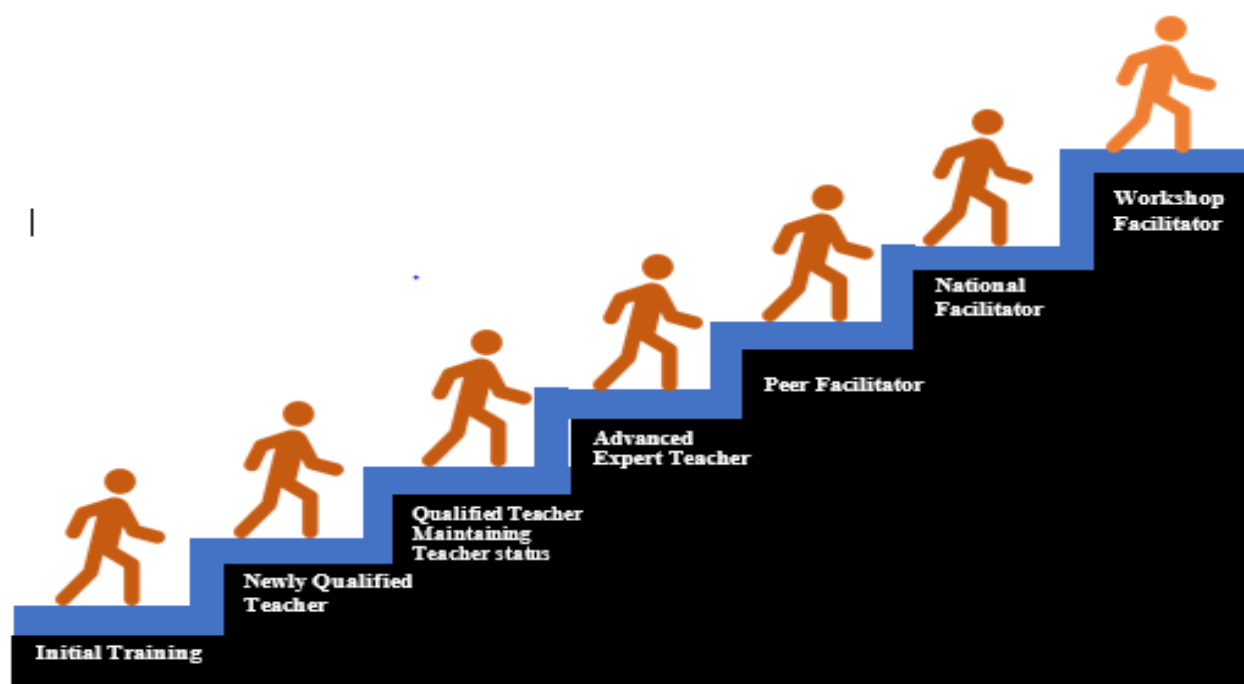 Initial Training
Newly Qualified
Teacher
Qualified Teacher
Maintaining
Teacher status
Advanced
Expert Teacher
Peer Facilitator
National
Facilitator
Workshop
Facilitator